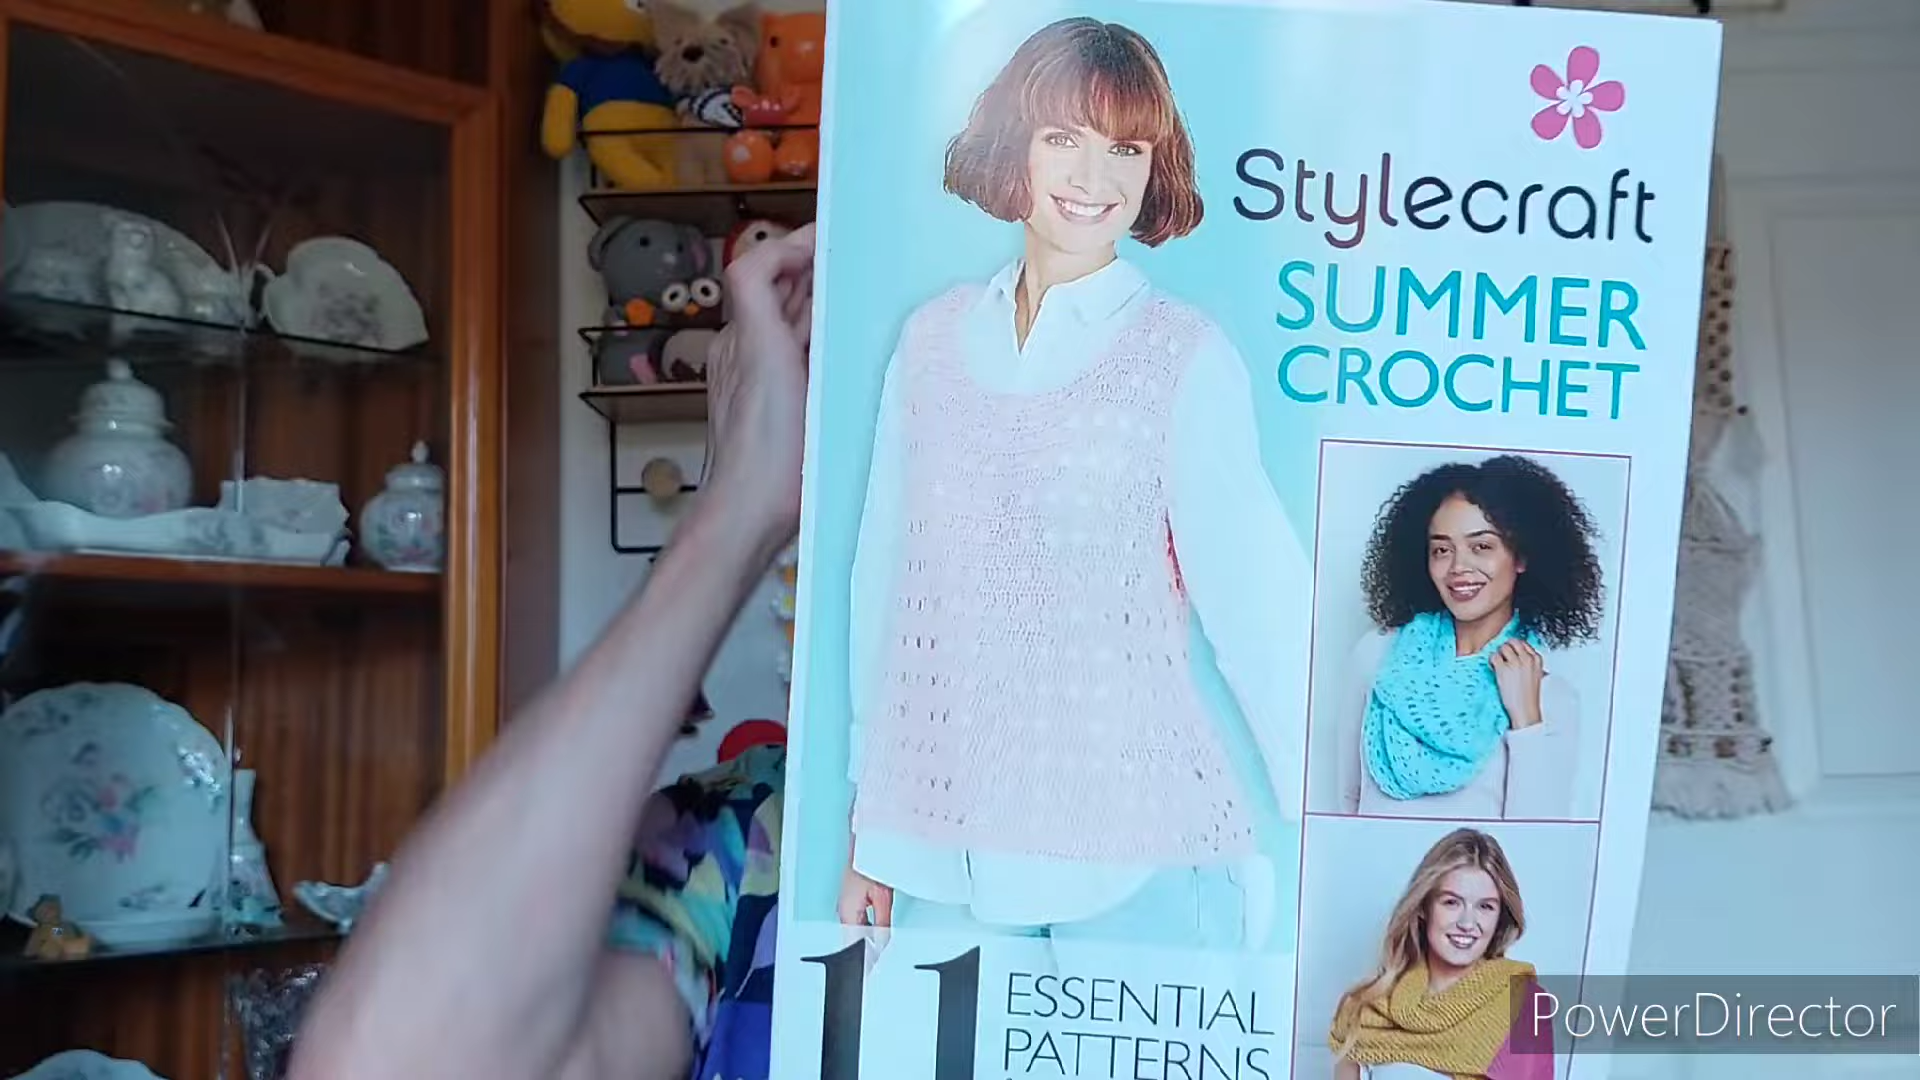 Stylecraft
SUMMER
CROCHET
11
ESSENTIAL
PATTERNS
PowerDirector